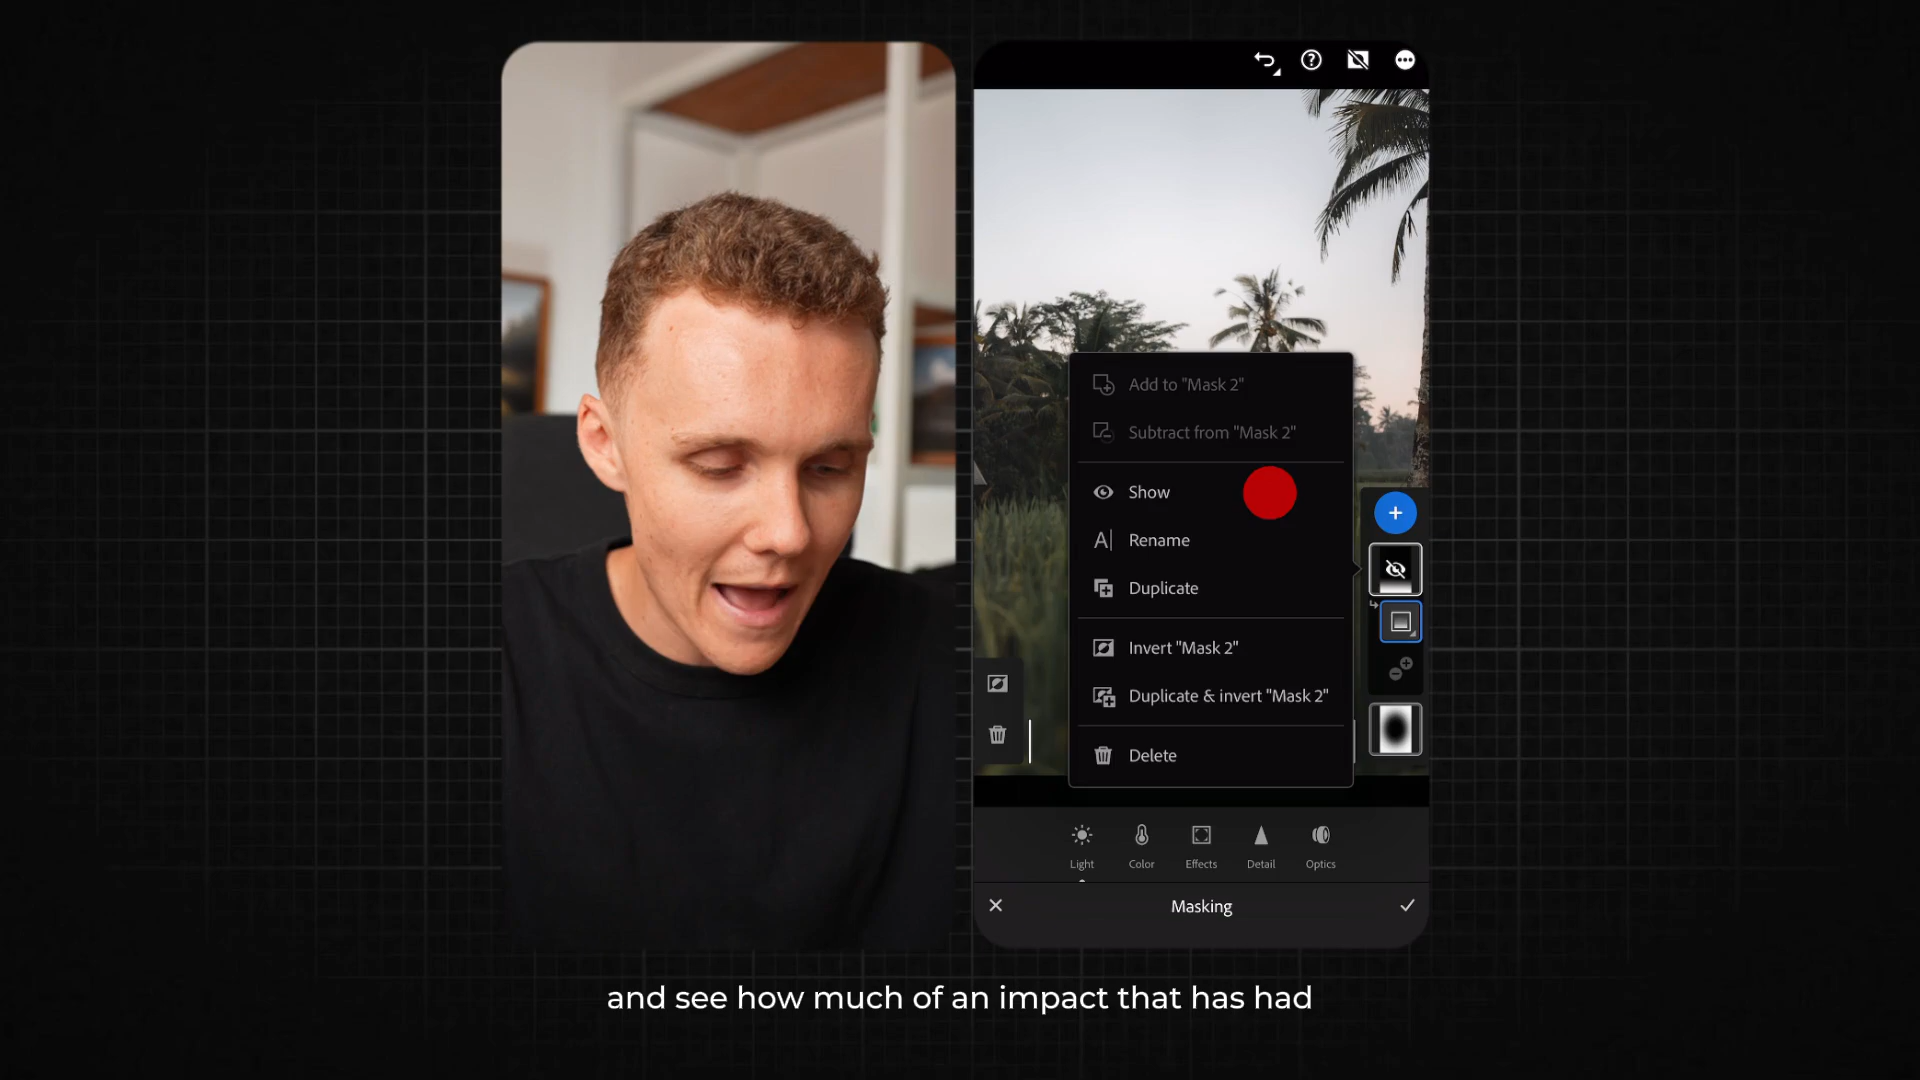 Add to "Mask 2"
Subtract from "Mask 2"
Show
Rename
Duplicate
Invert "Mask 2"
Duplicate & invert "Mask 2"
Delete
Light
Color
Effects
Detail
Optics
Masking
and see how much of an impact that has had